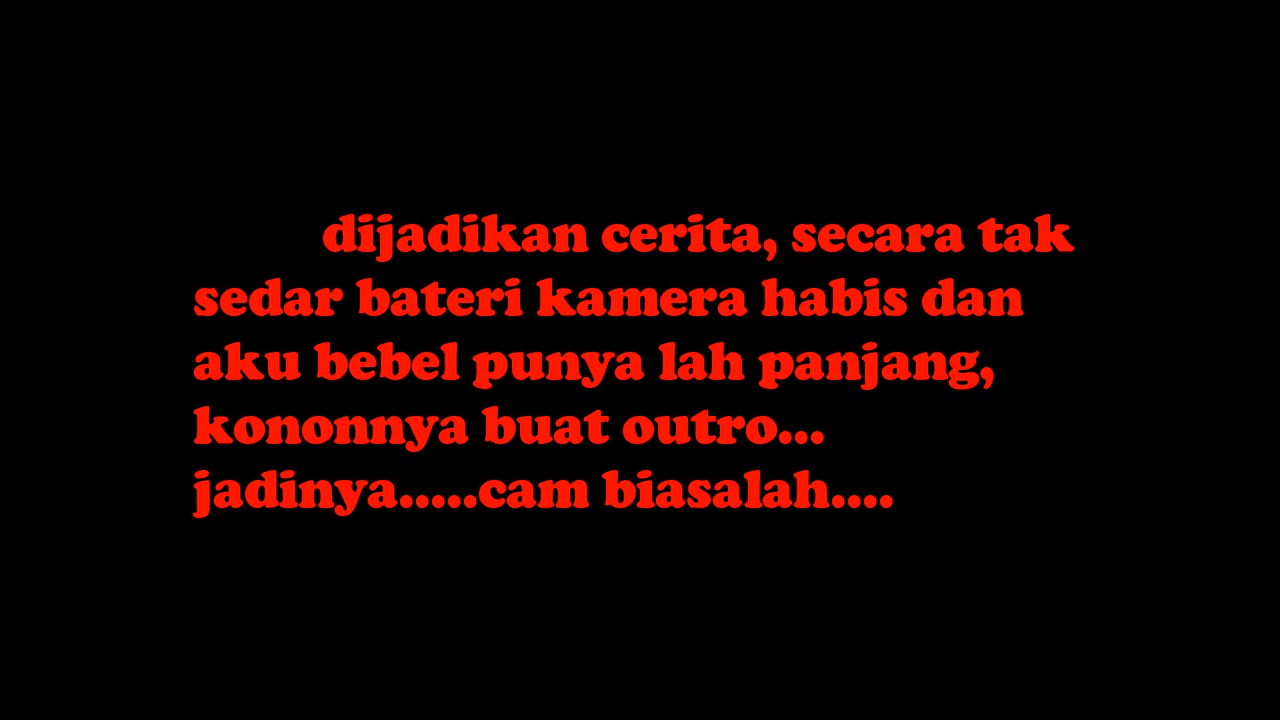 dijadikan cerita, secara tak
sedar bateri kamera habis dan
aku bebel punya lah panjang,
kononnya buat outro...
jadinya.....cam biasalah....